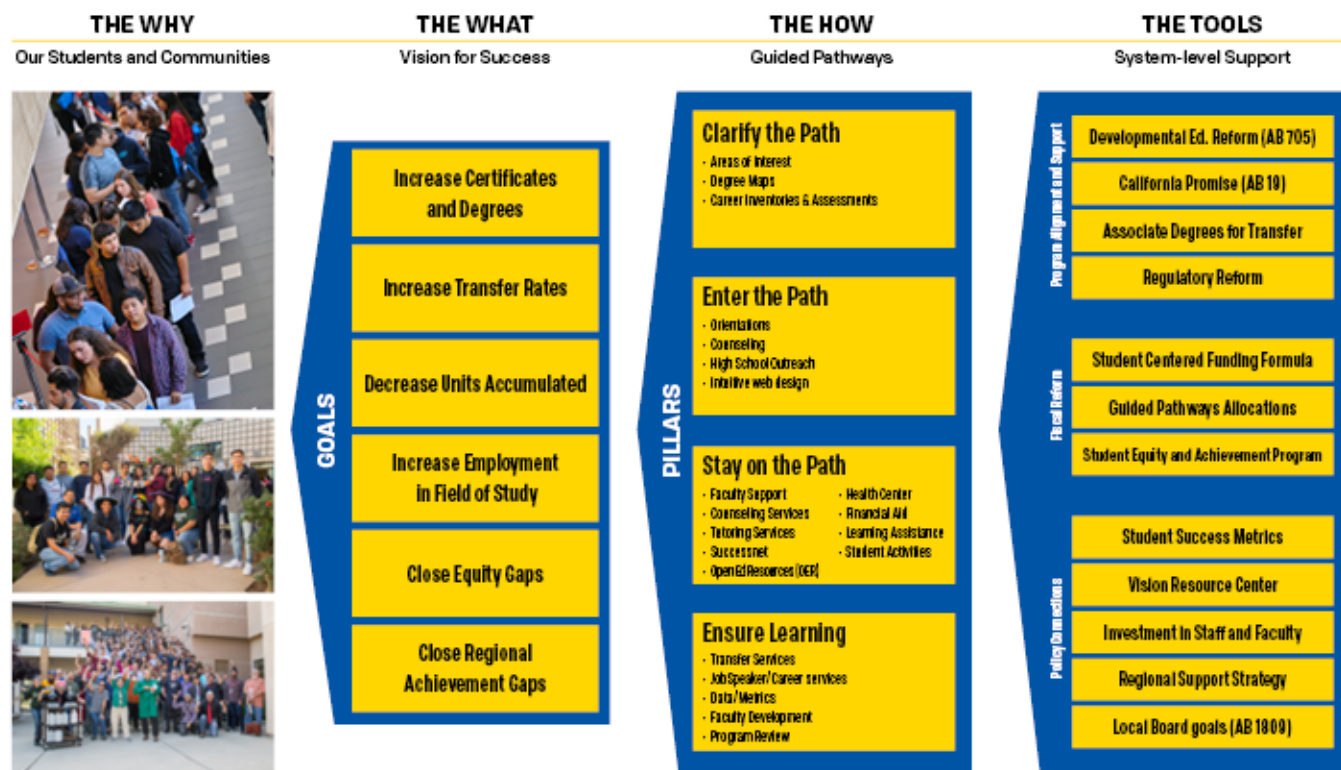 THE WHY
Our Students and Communities
THE WHAT
Vision for Success
GOALS
Increase Certificates
and Degrees
Increase Transfer Rates
Decrease Units Accumulated
Increase Employment
in Field of Study
Close Equity Gaps
Close Regional
Achievement Gaps
THE HOW
Guided Pathways
PILLARS
Clarify the Path
· Areas of Interest
· Degree Maps
· Career Inventories & Assessments
Enter the Path
· Orientations
· Counseling
· High School Outreach
· Intuitive web design
Stay on the Path
· Faculty Support
· Counseling Services
· Tutoring Services
· Successnet
· Open Ed Resources (OER)
· Health Center
· Financial Aid
· Learning Assistance
· Student Activities
Ensure Learning
· Transfer Services
· Job Speaker/Career services
· Data/Metrics
· Faculty Development
· Program Review
THE TOOLS
System-level Support
Program Alignment and Support
Developmental Ed. Reform (AB 705)
California Promise (AB 19)
Associate Degrees for Transfer
Regulatory Reform
Fiscal Reform
Student Centered Funding Formula
Guided Pathways Allocations
Student Equity and Achievement Program
Policy Connections
Student Success Metrics
Vision Resource Center
Investment in Staff and Faculty
Regional Support Strategy
Local Board goals (AB 1809)